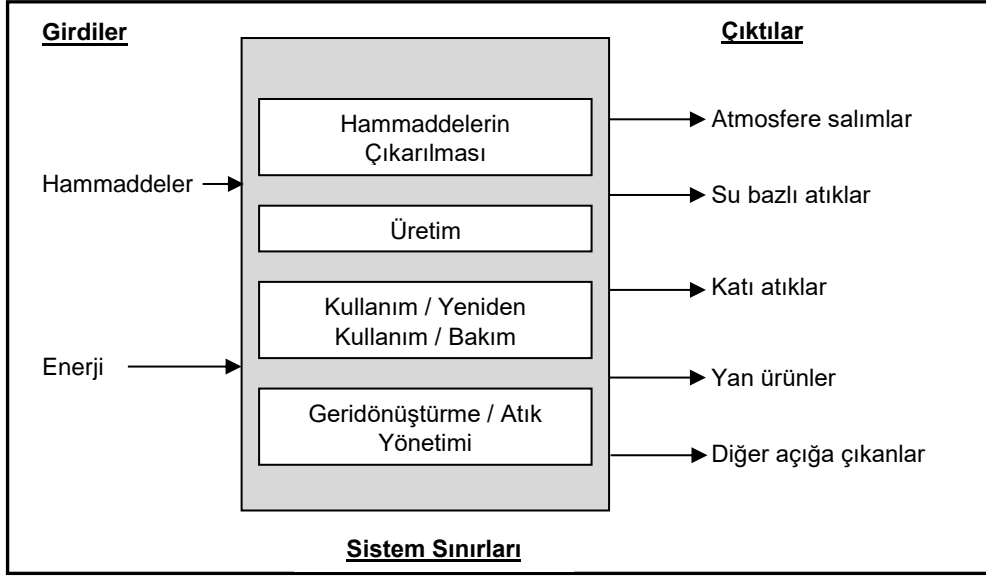 Girdiler
Çıktılar
Hammaddelerin
Çıkarılması
Atmosfere salımlar
Hammaddeler
Su bazlı atıklar
Üretim
Kullanım / Yeniden
Kullanım / Bakım
Katı atıklar
Enerji
Yan ürünler
Geridönüştürme / Atık
Yönetimi
Diğer açığa çıkanlar
Sistem Sınırları